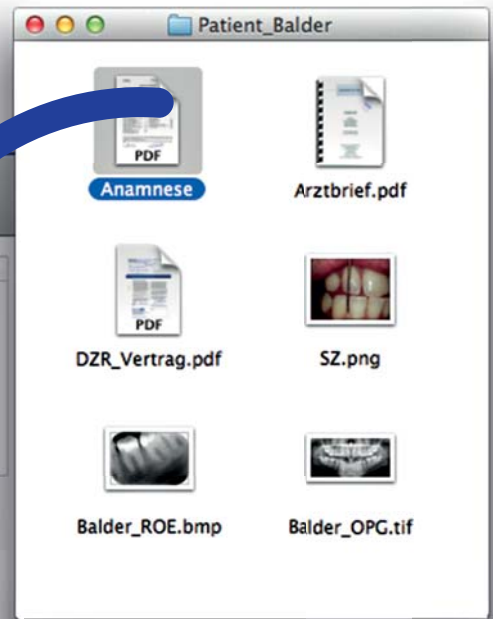 Patient_Balder
PDF
Anamnese
Arztbrief.pdf
PDF
DZR_Vertrag.pdf
SZ.png
Balder_ROE.bmp
Balder_OPG.tif